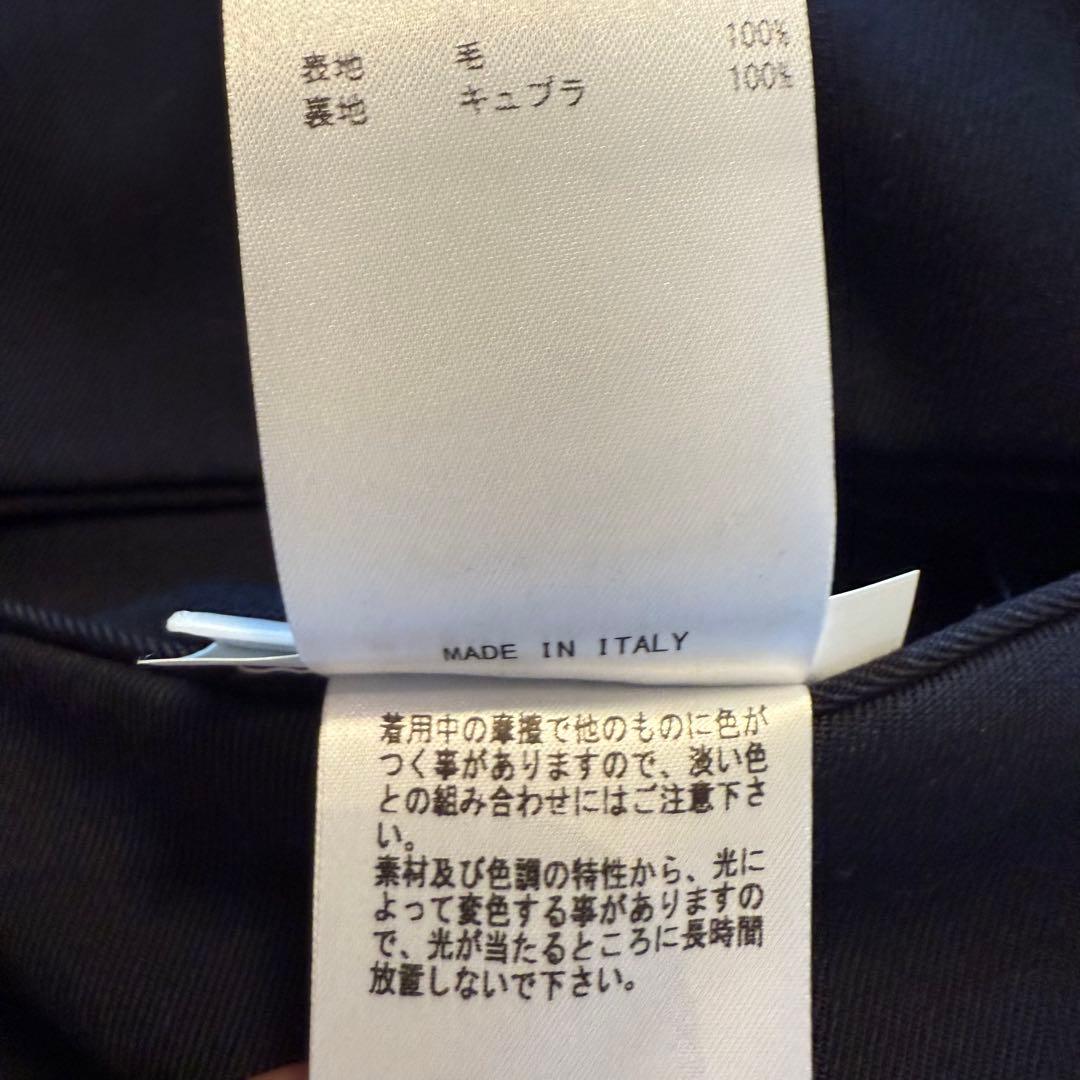 表地 毛 100%
裏地 キュプラ 100%
MADE IN ITALY
着用中の摩擦で他のものに色が
つく事がありますので、淡い色
との組み合わせにはご注意下さ
い。
素材及び色調の特性から、光に
よって変色する事がありますの
で、光が当たるところに長時間
放置しないで下さい。